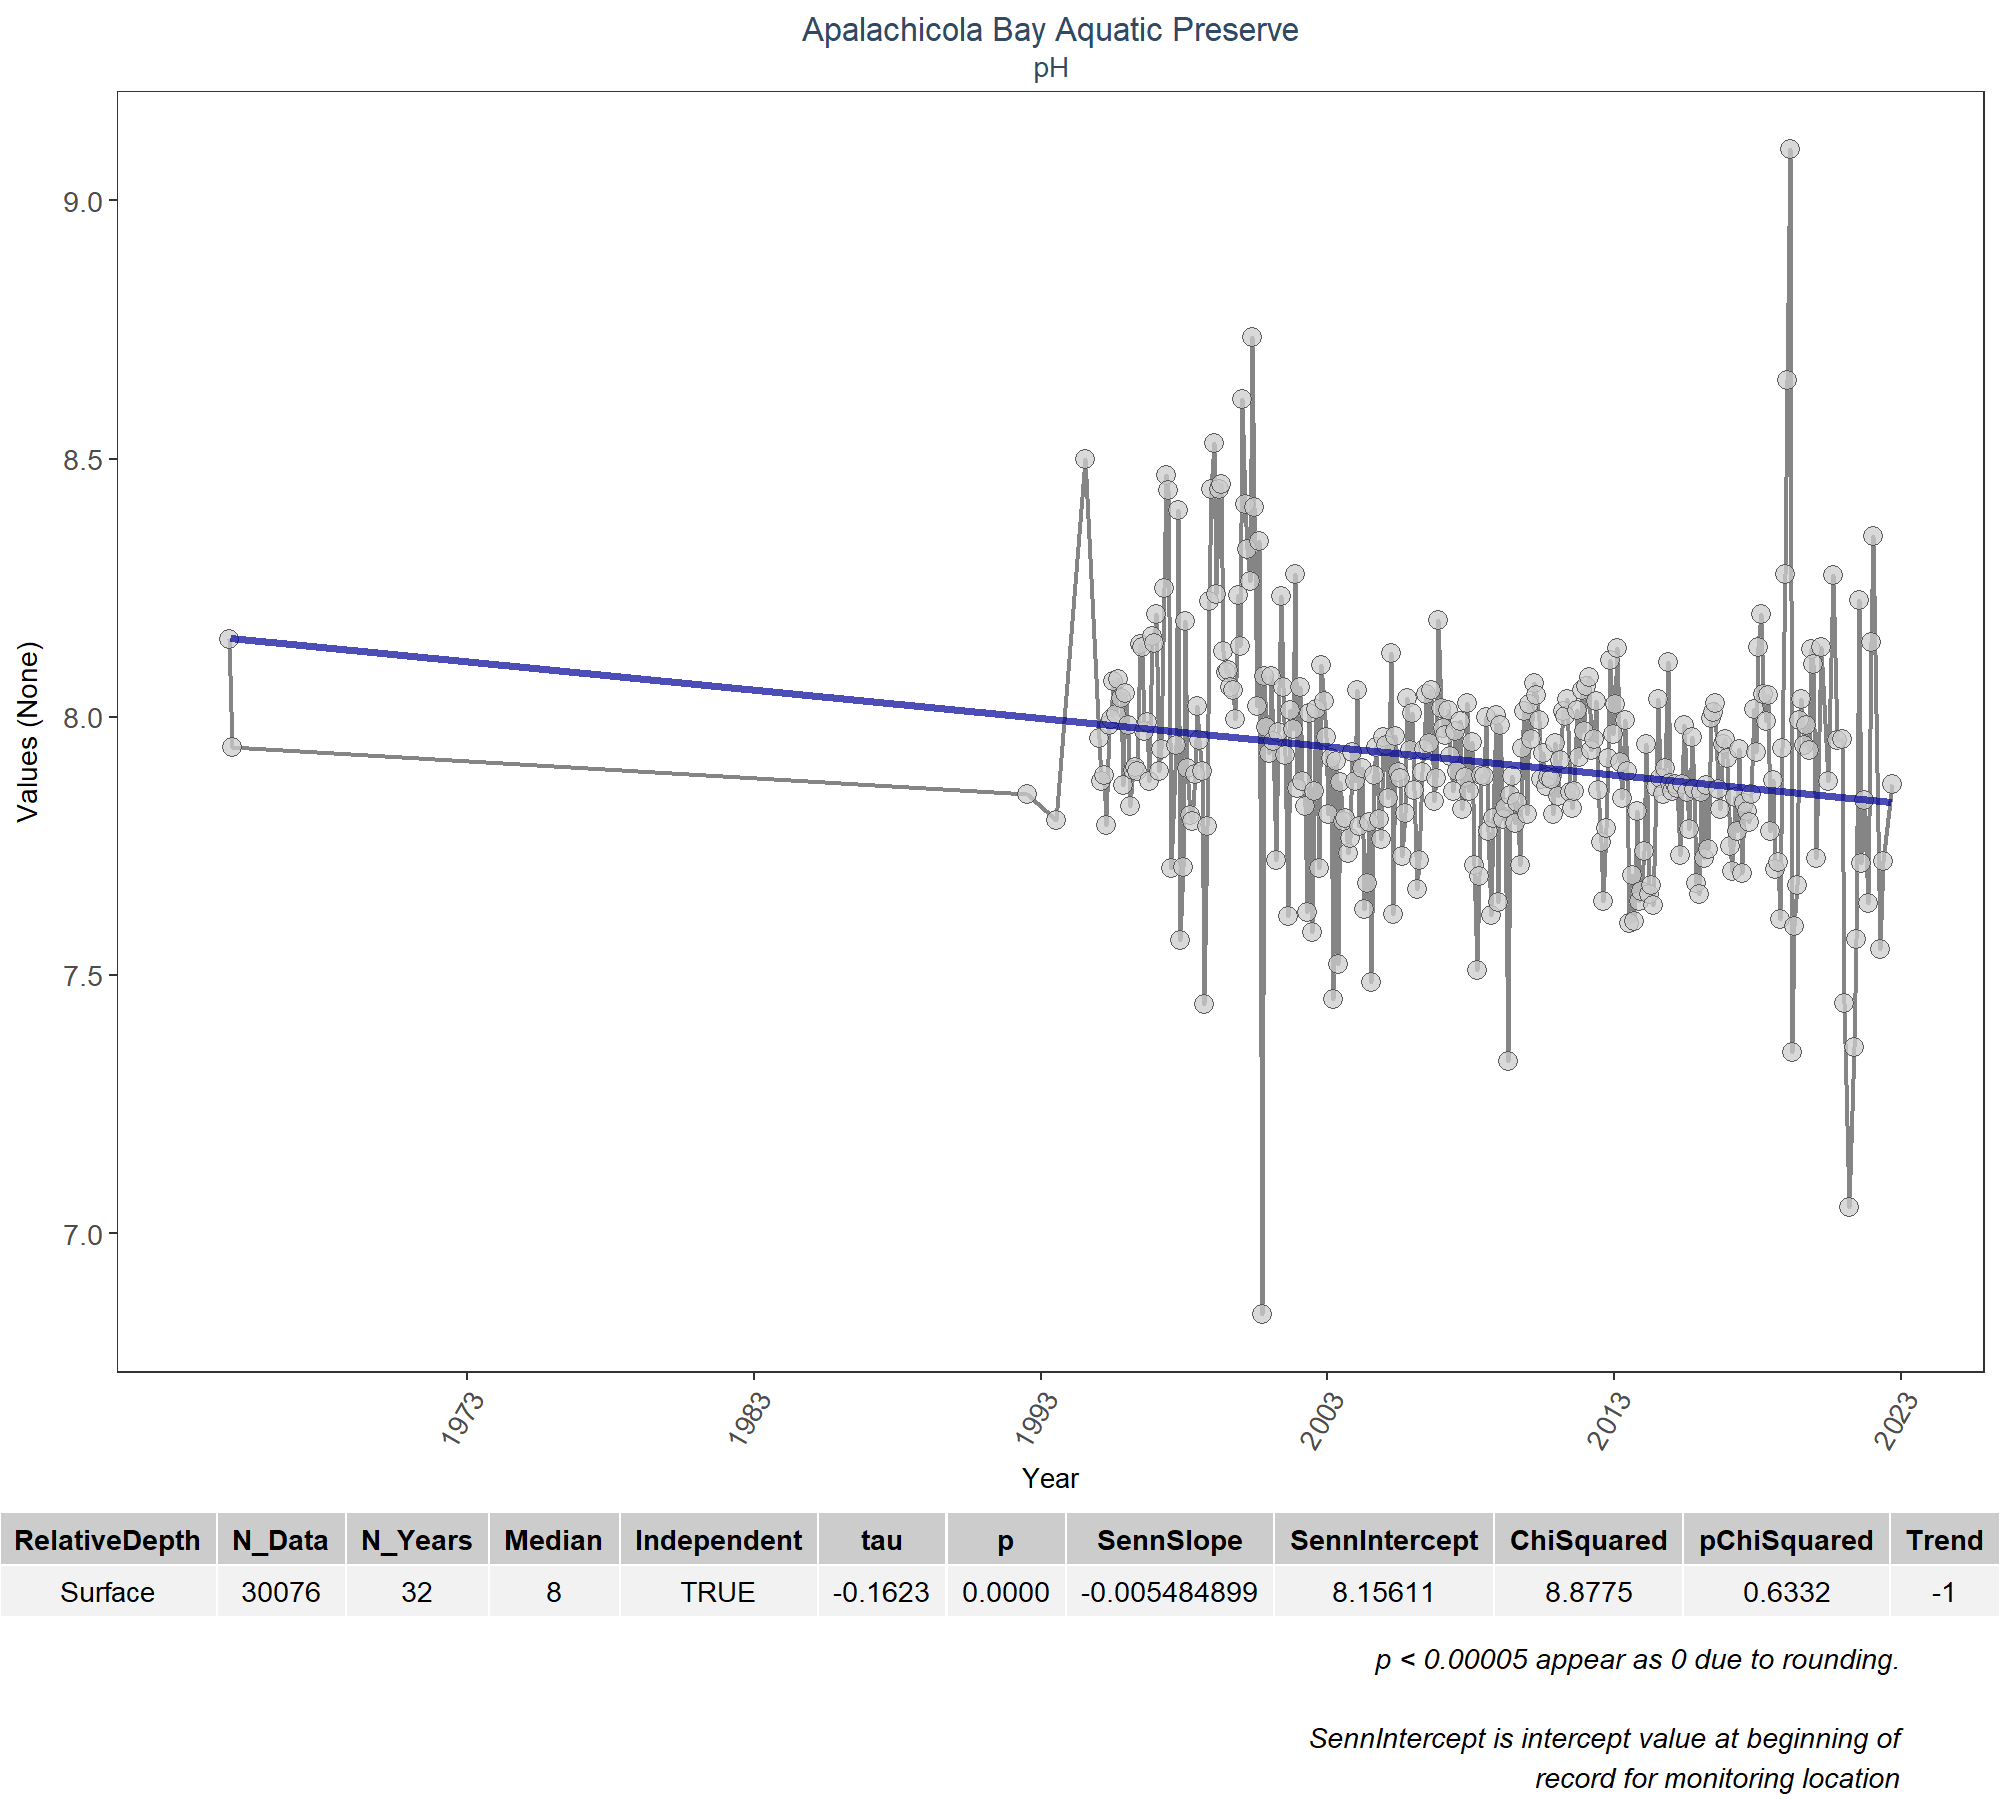 Apalachicola Bay Aquatic Preserve
pH
9.0
8.5
8.0
7.5
7.0
Values (None)
1973 1983 1993 2003 2013 2023
Year
RelativeDepth N_Data N_Years Median Independent tau p SennSlope SennIntercept ChiSquared pChiSquared Trend
Surface 30076 32 8 TRUE -0.1623 0.0000 -0.005484899 8.15611 8.8775 0.6332 -1
p < 0.00005 appear as 0 due to rounding.
SennIntercept is intercept value at beginning of
record for monitoring location